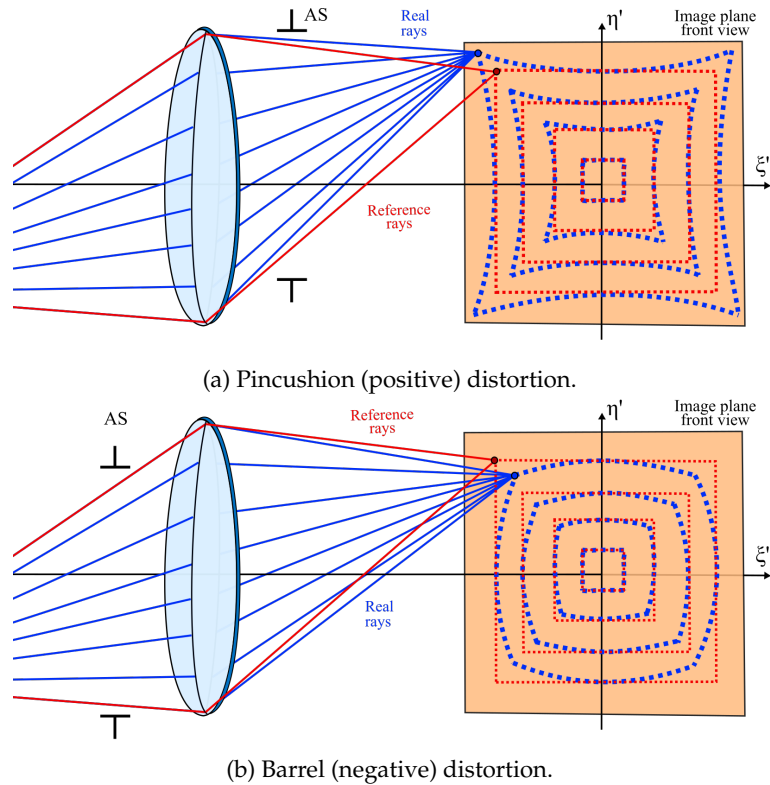 AS
Real
rays
η'
Image plane
front view
ξ'
Reference
rays
(a) Pincushion (positive) distortion.
AS
Reference
rays
η'
Image plane
front view
ξ'
Real
rays
(b) Barrel (negative) distortion.